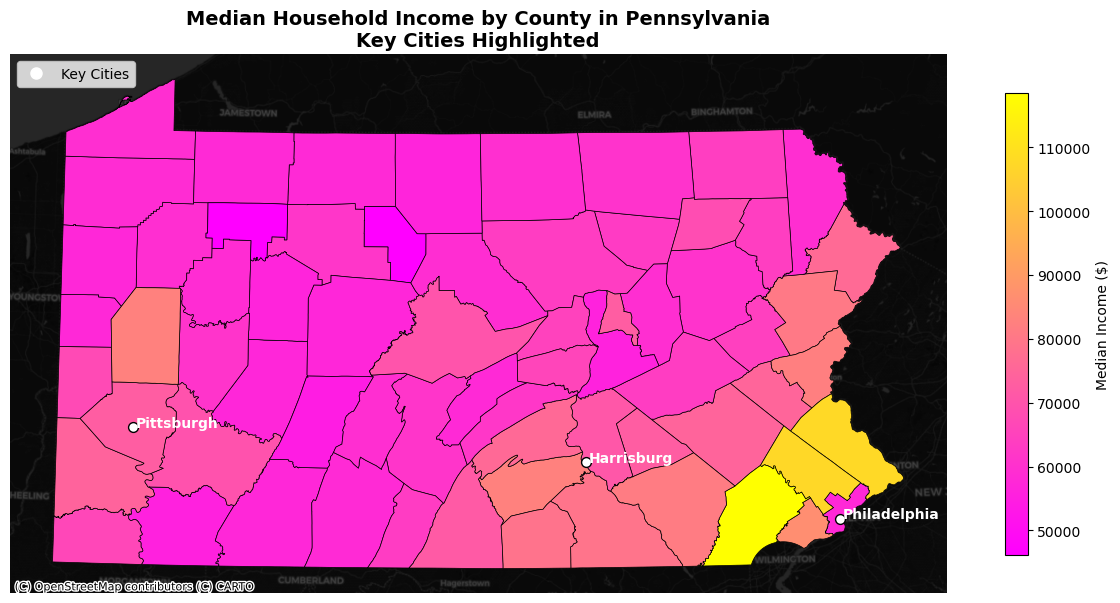 Median Household Income by County in Pennsylvania
Key Cities Highlighted
Key Cities
JAMESTOWN
ELMIRA
BINGHAMTON
Pittsburgh
Harrisburg
Philadelphia
WHEELING
NEW
WILMINGTON
CUMBERLAND
Hagerstown
(C) OpenStreetMap contributors (C) CARTO
110000
100000
90000
80000
70000
60000
50000
Median Income ($)